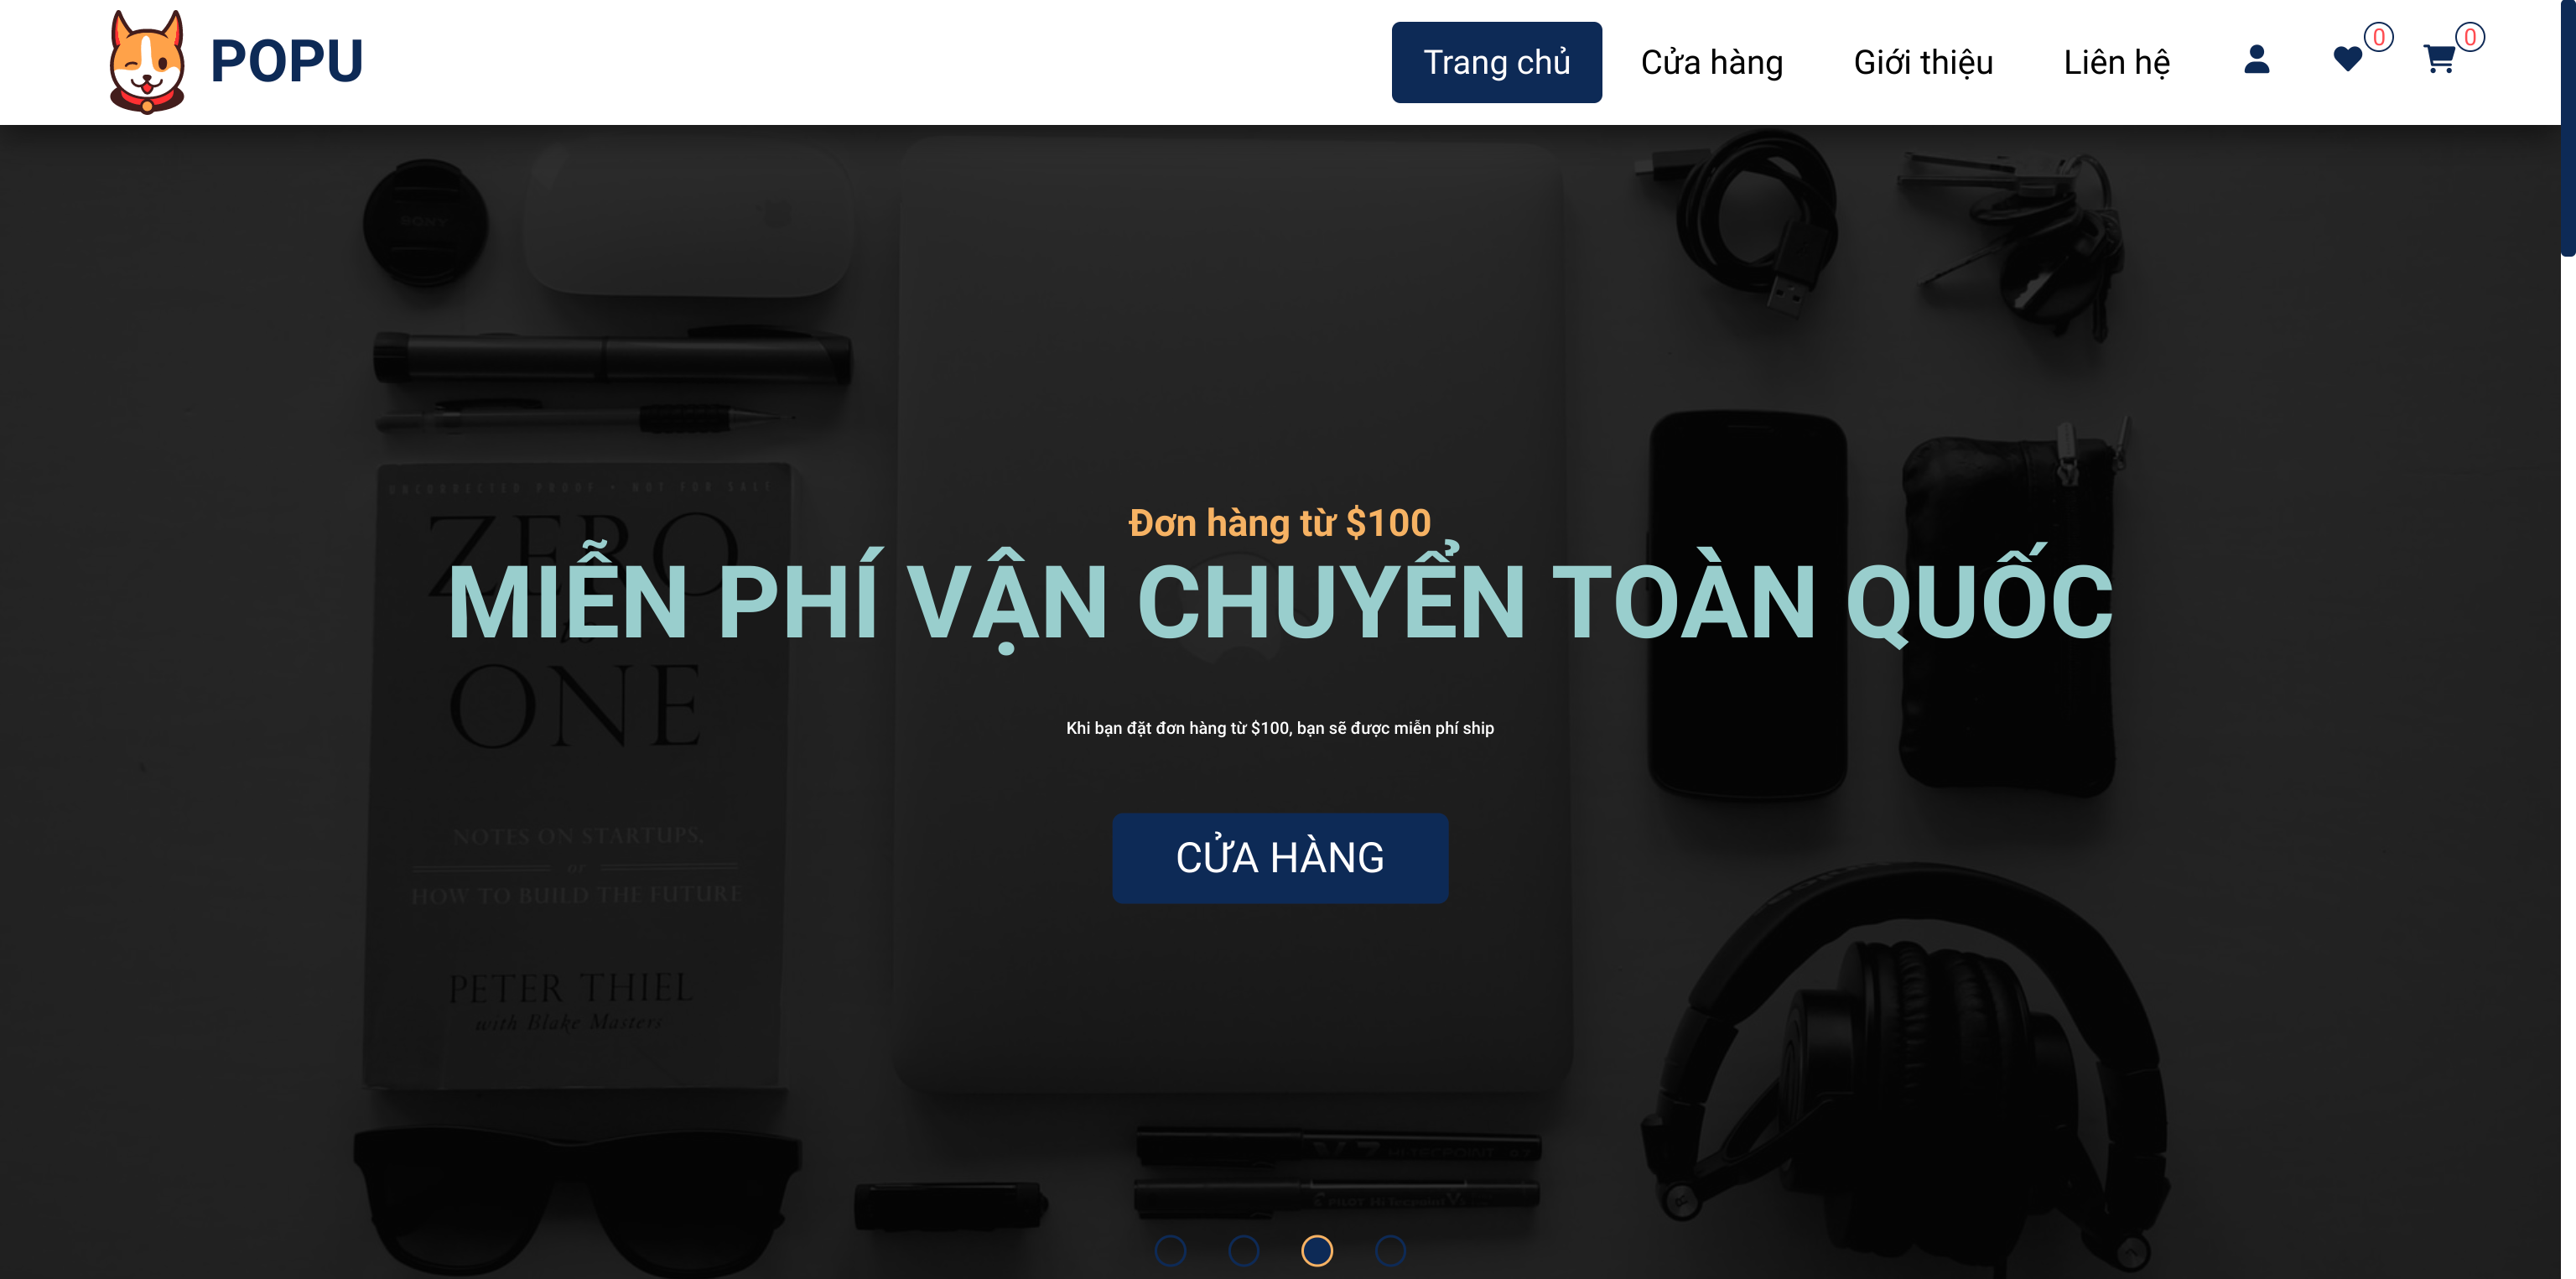 POPU
Trang chủ
Cửa hàng
Giới thiệu
Liên hệ
0
0
SONY
UNCORRECTED PROOF • NOT FOR SALE
ZERO
to
ONE
Đơn hàng từ $100
MIỄN PHÍ VẬN CHUYỂN TOÀN QUỐC
Khi bạn đặt đơn hàng từ $100, bạn sẽ được miễn phí ship
CỬA HÀNG
NOTES ON STARTUPS,
or
HOW TO BUILD THE FUTURE
PETER THIEL
with Blake Masters
V7
PILOT
R